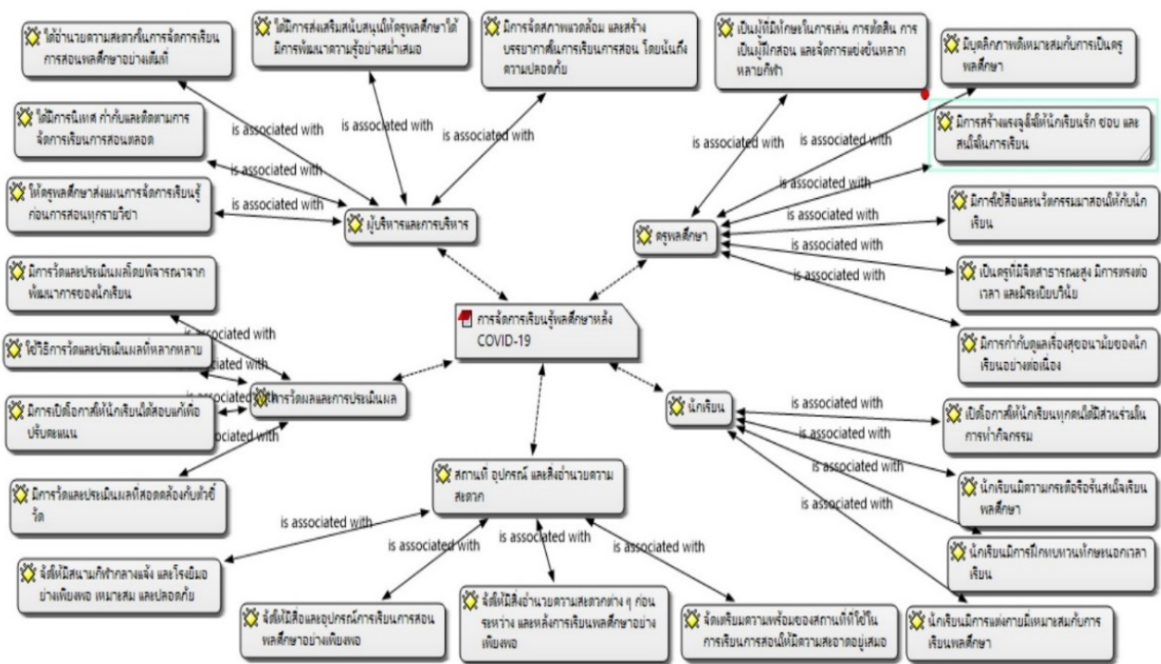 ได้อำนวยความสะดวกในการจัดการเรียน
การสอนพลศึกษาอย่างเต็มที่
ได้มีการส่งเสริมสนับสนุนให้ครูพลศึกษาได้
มีการพัฒนาความรู้อย่างสม่ำเสมอ
มีการจัดสภาพแวดล้อม และสร้าง
บรรยากาศในการเรียนการสอน โดยเน้นถึง
ความปลอดภัย
เป็นผู้ที่มีทักษะในการเล่น การตัดสิน การ
เป็นผู้ฝึกสอน และจัดการแข่งขันหลาก
หลายกีฬา
มีบุคลิกภาพดีเหมาะสมกับการเป็นครู
พลศึกษา
ได้มีการนิเทศ กำกับและติดตามการ
จัดการเรียนการสอนตลอด
is associated with
is associated with
is associated with
is associated with
is associated with
มีการสร้างแรงจูงใจให้นักเรียนรัก ชอบ และ
สนใจในการเรียน
is associated with
is associated with
ให้ครูพลศึกษาส่งแผนการจัดการเรียนรู้
ก่อนการสอนทุกรายวิชา
is associated with
ผู้บริหารและการบริหาร
is associated with
มีการใช้สื่อและนวัตกรรมมาสอนให้กับนัก
เรียน
is associated with
ครูพลศึกษา
is associated with
เป็นครูที่มีจิตสาธารณะสูง มีการตรงต่อ
เวลา และมีระเบียบวินัย
is associated with
มีการวัดและประเมินผลโดยพิจารณาจาก
พัฒนาการของนักเรียน
การจัดการเรียนรู้พลศึกษาหลัง
COVID-19
มีการกำกับดูแลเรื่องสุขอนามัยของนัก
เรียนอย่างต่อเนื่อง
is associated with
ใช้วิธีการวัดและประเมินผลที่หลากหลาย
is associated with
is associated with
การวัดผลและการประเมินผล
มีการเปิดโอกาสให้นักเรียนได้สอบแก้เพื่อ
ปรับคะแนน
associated with
นักเรียน
is associated with
is associated with
is associated with
is associated with
เปิดโอกาสให้นักเรียนทุกคนได้มีส่วนร่วมใน
การทำกิจกรรม
สถานที่ อุปกรณ์ และสิ่งอำนวยความ
สะดวก
มีการวัดและประเมินผลที่สอดคล้องกับตัวชี้
วัด
นักเรียนมีความกระตือรือร้นสนใจเรียน
พลศึกษา
is associated with
is associated with
is associated with
is associated with
นักเรียนมีการฝึกทบทวนทักษะนอกเวลา
เรียน
จัดให้มีสนามกีฬากลางแจ้ง และโรงยิมอ
ย่างเพียงพอ เหมาะสม และปลอดภัย
จัดให้มีสื่อและอุปกรณ์การเรียนการสอน
พลศึกษาอย่างเพียงพอ
จัดให้มีสิ่งอำนวยความสะดวกต่าง ๆ ก่อน
ระหว่าง และหลังการเรียนพลศึกษาอย่าง
เพียงพอ
จัดเตรียมความพร้อมของสถานที่ที่ใช้ใน
การเรียนการสอนให้มีความสะอาดอยู่เสมอ
นักเรียนมีการแต่งกายมีเหมาะสมกับการ
เรียนพลศึกษา